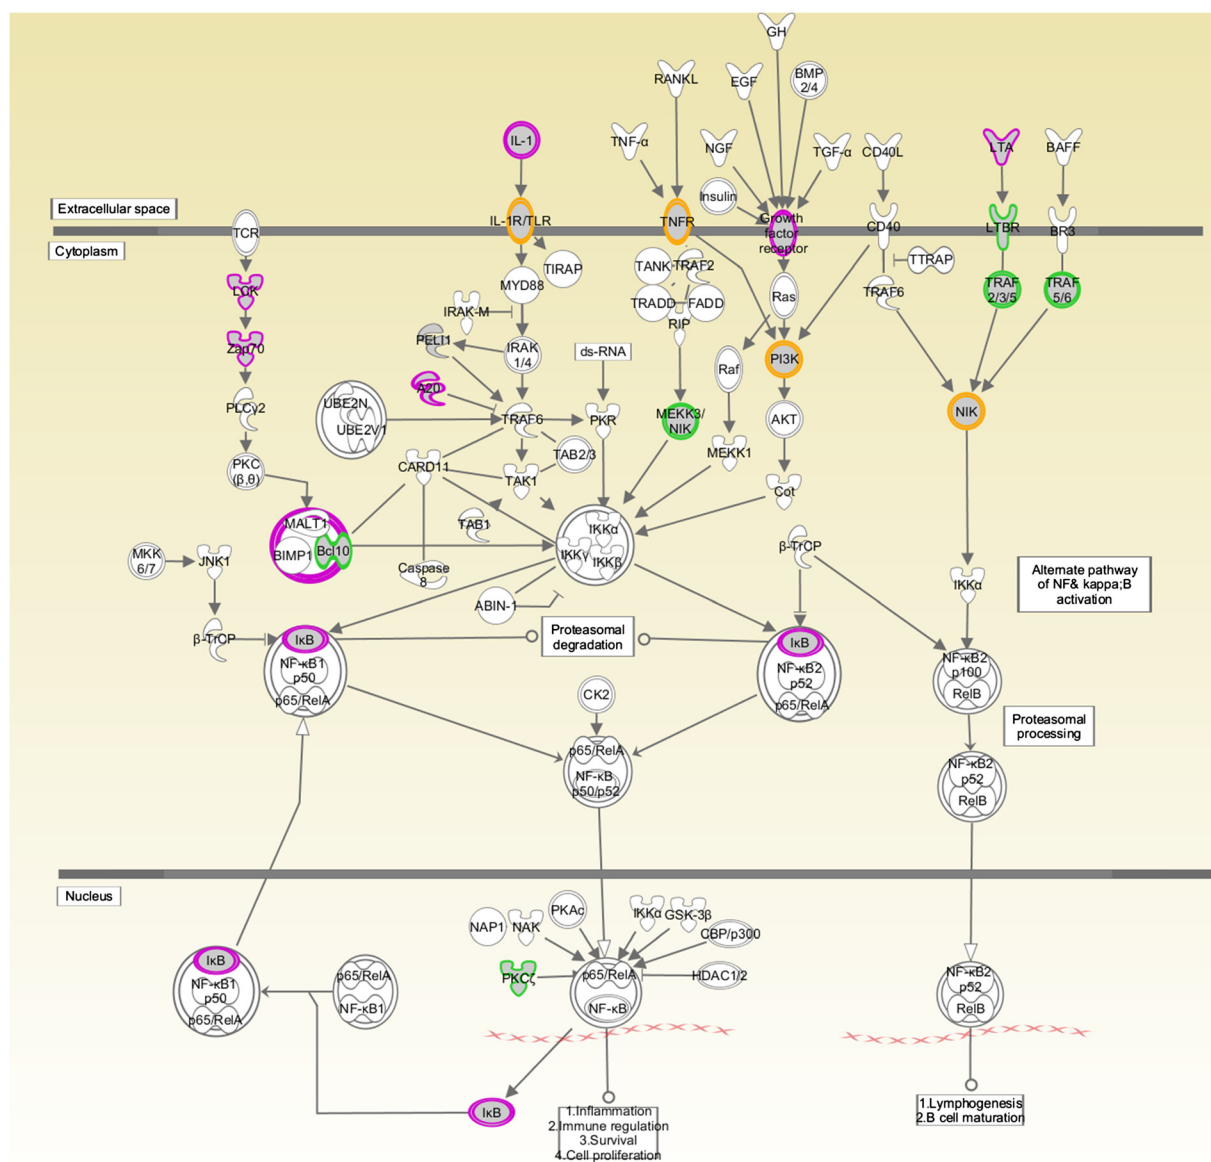 GH
RANKL
EGF
BMP
2/4
IL-1
TNF-α
NGF
TGF-α
CD40L
LTA
BAFF
Insulin
Extracellular space
IL-1R/TLR
TNFR
Growth
factor
receptor
CD40
LTBR
BR3
TCR
Cytoplasm
TIRAP
TANK
TRAF2
TTRAP
LCK
MYD88
TRADD
FADD
Ras
TRAF6
TRAF
2/3/5
TRAF
5/6
IRAK-M
RIP
Zap70
PELI1
IRAK
1/4
ds-RNA
Raf
PI3K
A20
PLCγ2
UBE2N
UBE2V1
TRAF6
PKR
MEKK3/
NIK
AKT
NIK
PKC
(β,θ)
CARD11
TAB2/3
MEKK1
TAK1
Cot
MALT1
TAB1
IKKα
BIMP1
Bcl10
IKKγ
IKKβ
β-TrCP
MKK
6/7
JNK1
Caspase
8
IKKα
Alternate pathway
of NF& kappa;B
activation
ABIN-1
β-TrCP
IκB
Proteasomal
degradation
IκB
NF-κB1
p50
p65/RelA
NF-κB2
p52
p65/RelA
NF-κB2
p100
RelB
CK2
Proteasomal
processing
p65/RelA
NF-κB
p50/p52
NF-κB2
p52
RelB
Nucleus
PKAc
IKKα
GSK-3β
NAP1
NAK
CBP/p300
IκB
NF-κB1
p50
p65/RelA
p65/RelA
NF-κB1
PKCζ
p65/RelA
HDAC1/2
NF-κB
NF-κB2
p52
RelB
IκB
1.Inflammation
2.Immune regulation
3.Survival
4.Cell proliferation
1.Lymphogenesis
2.B cell maturation